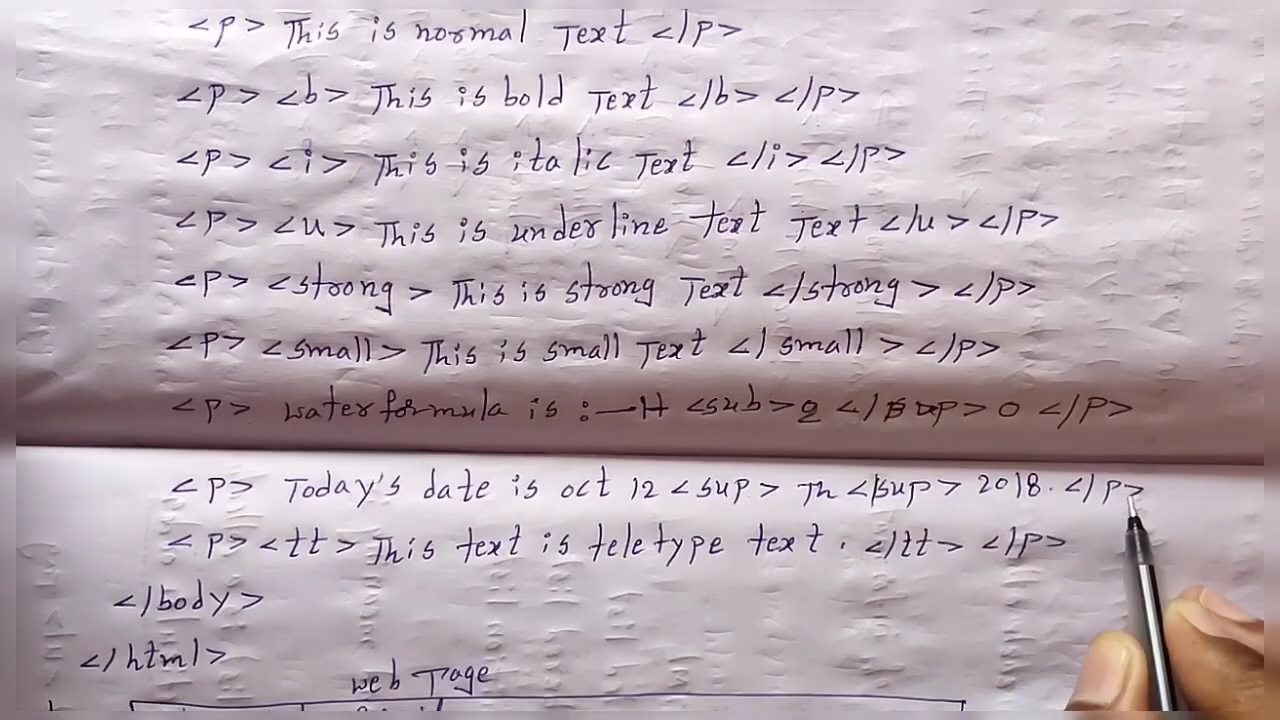 <p> This is normal Text </p>
<p> <b> This is bold Text </b> </p>
<p> <i> This is italic Text </i> </p>
<p> <u> This is underline text Text </u> </p>
<p> <strong> This is strong Text </strong> </p>
<p> <small> This is small Text </small> </p>
<p> water formula is :— H <sub> 2 </sup> O </p>
<p> Today's date is oct 12 <sup> Th </sup> 2018. </p>
<p> <tt> This text is teletype text. </tt> </p>
</body>
</html>
web Page